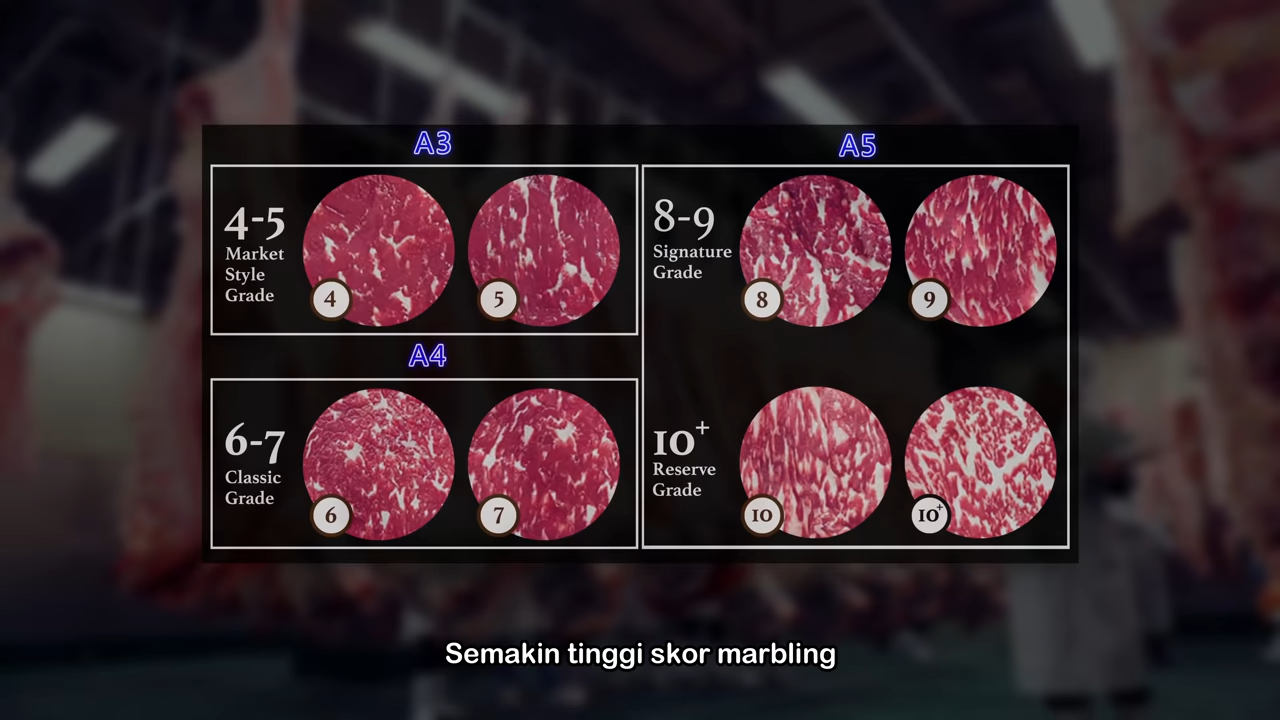 A3
4-5
Market
Style
Grade
4
5
A4
6-7
Classic
Grade
6
7
A5
8-9
Signature
Grade
8
9
10+
Reserve
Grade
10
10+
Semakin tinggi skor marbling